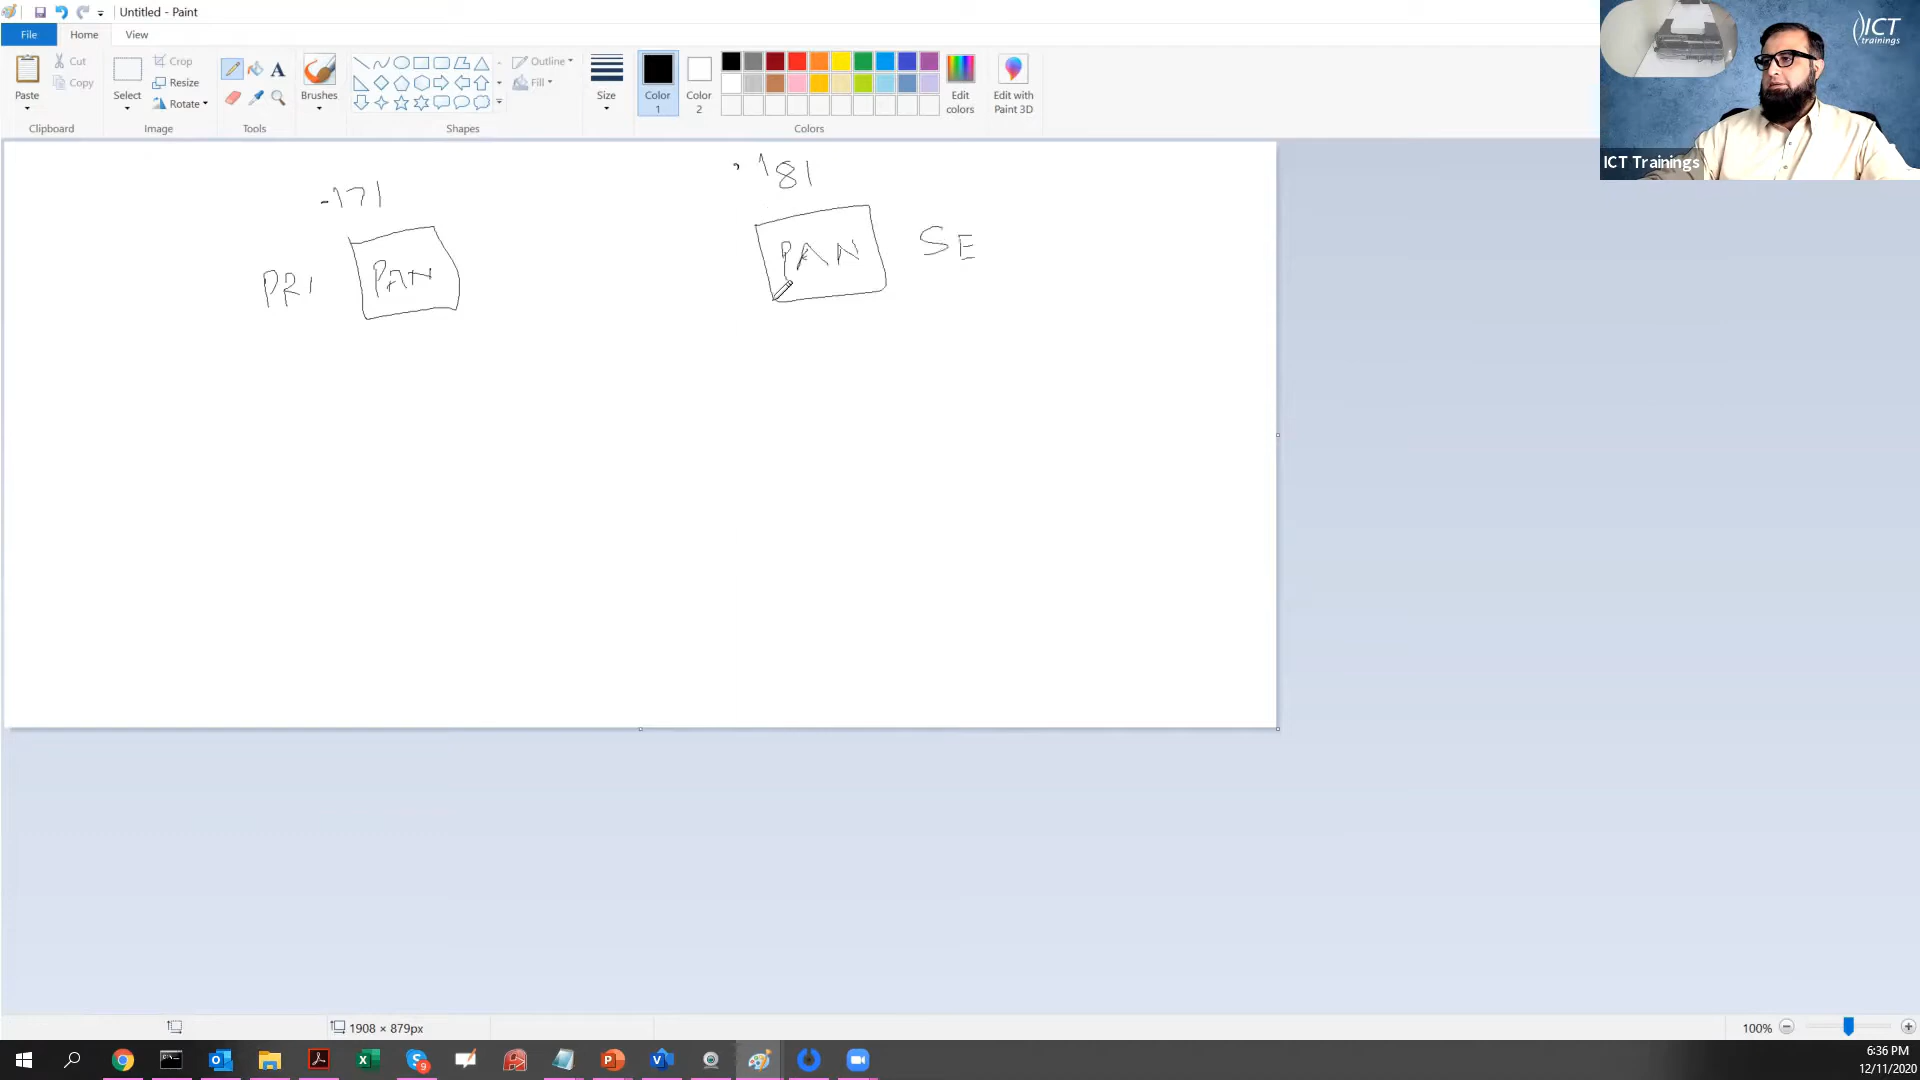 Untitled - Paint
File Home View
Paste
Cut
Copy
Clipboard
Select
Crop
Resize
Rotate
Image
Tools
Brushes
Shapes
Outline
Fill
Size
Color 1
Color 2
Colors
Edit colors
Edit with Paint 3D
ICT trainings
ICT Trainings
.171
.181
PRI
PAN
PAN
SE
1908 × 879px
100%
9
6:36 PM
12/11/2020